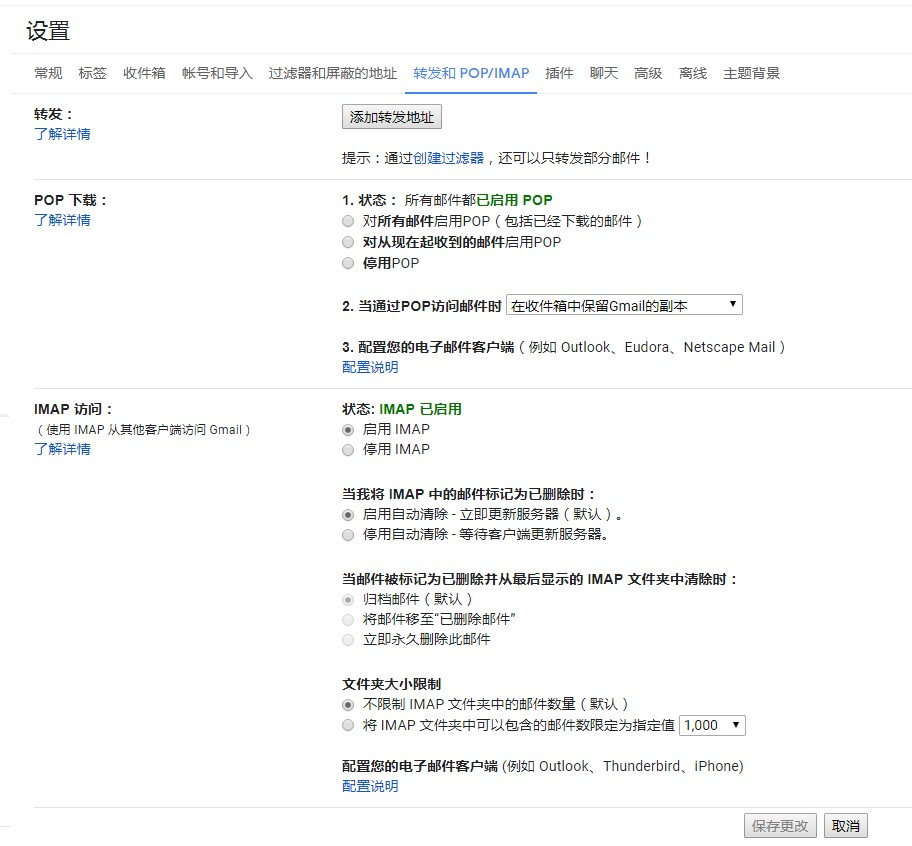 设置
常规 标签 收件箱 帐号和导入 过滤器和屏蔽的地址 转发和 POP/IMAP 插件 聊天 高级 离线 主题背景
转发：
了解详情
添加转发地址
提示：通过创建过滤器，还可以只转发部分邮件！
POP 下载：
了解详情
1. 状态： 所有邮件都已启用 POP
对所有邮件启用POP（包括已经下载的邮件）
对从现在起收到的邮件启用POP
停用POP
2. 当通过POP访问邮件时 在收件箱中保留Gmail的副本
3. 配置您的电子邮件客户端（例如 Outlook、Eudora、Netscape Mail）
配置说明
IMAP 访问：
（使用 IMAP 从其他客户端访问 Gmail）
了解详情
状态: IMAP 已启用
启用 IMAP
停用 IMAP
当我将 IMAP 中的邮件标记为已删除时：
启用自动清除 - 立即更新服务器（默认）。
停用自动清除 - 等待客户端更新服务器。
当邮件被标记为已删除并从最后显示的 IMAP 文件夹中清除时：
归档邮件（默认）
将邮件移至“已删除邮件”
立即永久删除此邮件
文件夹大小限制
不限制 IMAP 文件夹中的邮件数量（默认）
将 IMAP 文件夹中可以包含的邮件数限定为指定值 1,000
配置您的电子邮件客户端 (例如 Outlook、Thunderbird、iPhone)
配置说明
保存更改 取消